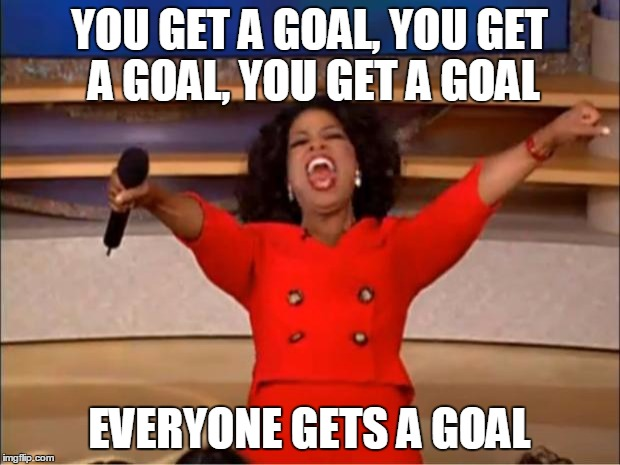 YOU GET A GOAL, YOU GET
A GOAL, YOU GET A GOAL
EVERYONE GETS A GOAL
imgflip.com